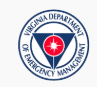 VIRGINIA DEPARTMENT
OF EMERGENCY MANAGEMENT